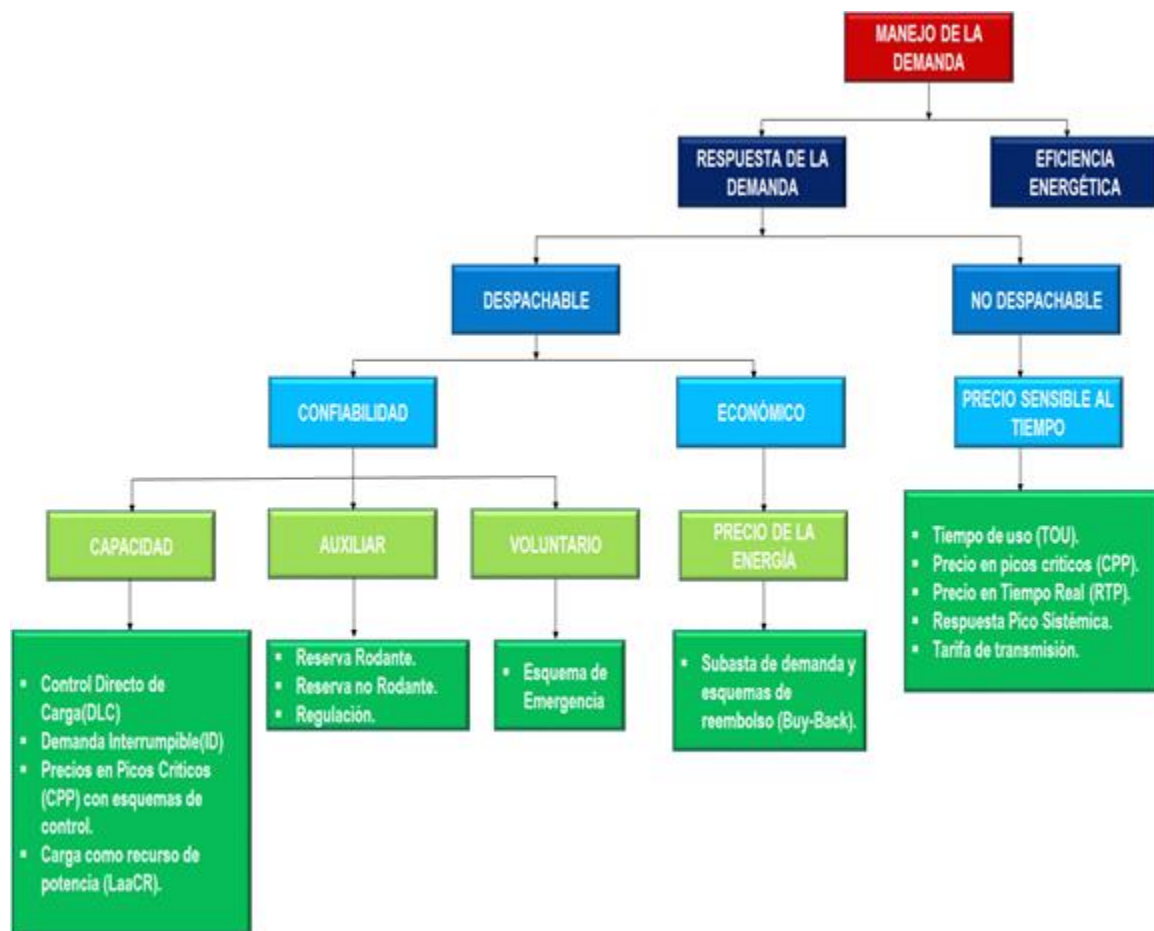 MANEJO DE LA
DEMANDA
RESPUESTA DE LA
DEMANDA
EFICIENCIA
ENERGÉTICA
DESPACHABLE
NO DESPACHABLE
CONFIABILIDAD
ECONÓMICO
PRECIO SENSIBLE AL
TIEMPO
CAPACIDAD
AUXILIAR
VOLUNTARIO
PRECIO DE LA
ENERGÍA
▪ Tiempo de uso (TOU).
▪ Precio en picos criticos (CPP).
▪ Precio en Tiempo Real (RTP).
▪ Respuesta Pico Sistèmica.
▪ Tarifa de transmisión.
▪ Control Directo de
Carga(DLC)
▪ Demanda Interrumpible(ID)
▪ Precios en Picos Criticos
(CPP) con esquemas de
control.
▪ Carga como recurso de
potencia (LaaCR).
▪ Reserva Rodante.
▪ Reserva no Rodante.
▪ Regulación.
▪ Esquema de
Emergencia
▪ Subasta de demanda y
esquemas de
reembolso (Buy-Back).